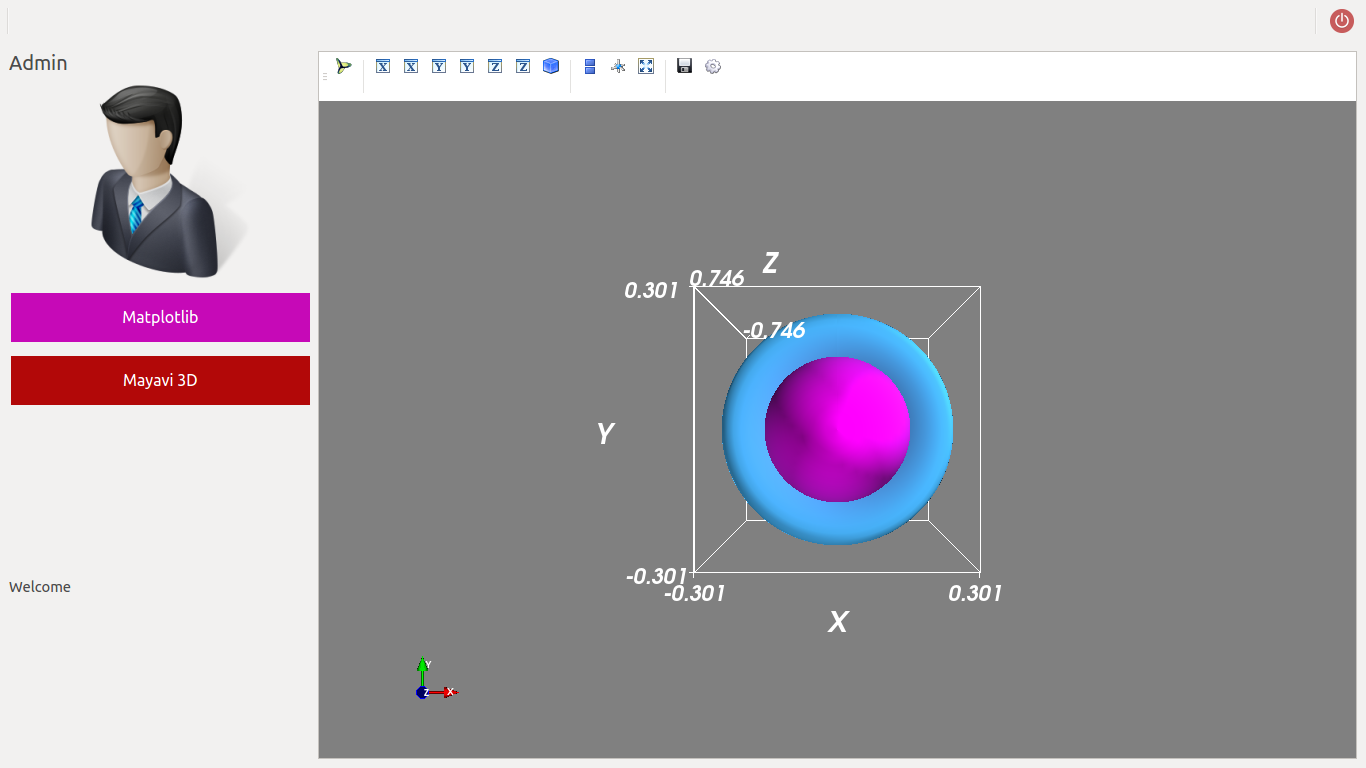 Admin
X X Y Y Z Z
Matplotlib
Mayavi 3D
Welcome
Z
0.746
0.301
-0.746
Y
-0.301
-0.301
0.301
X
Y
Z X